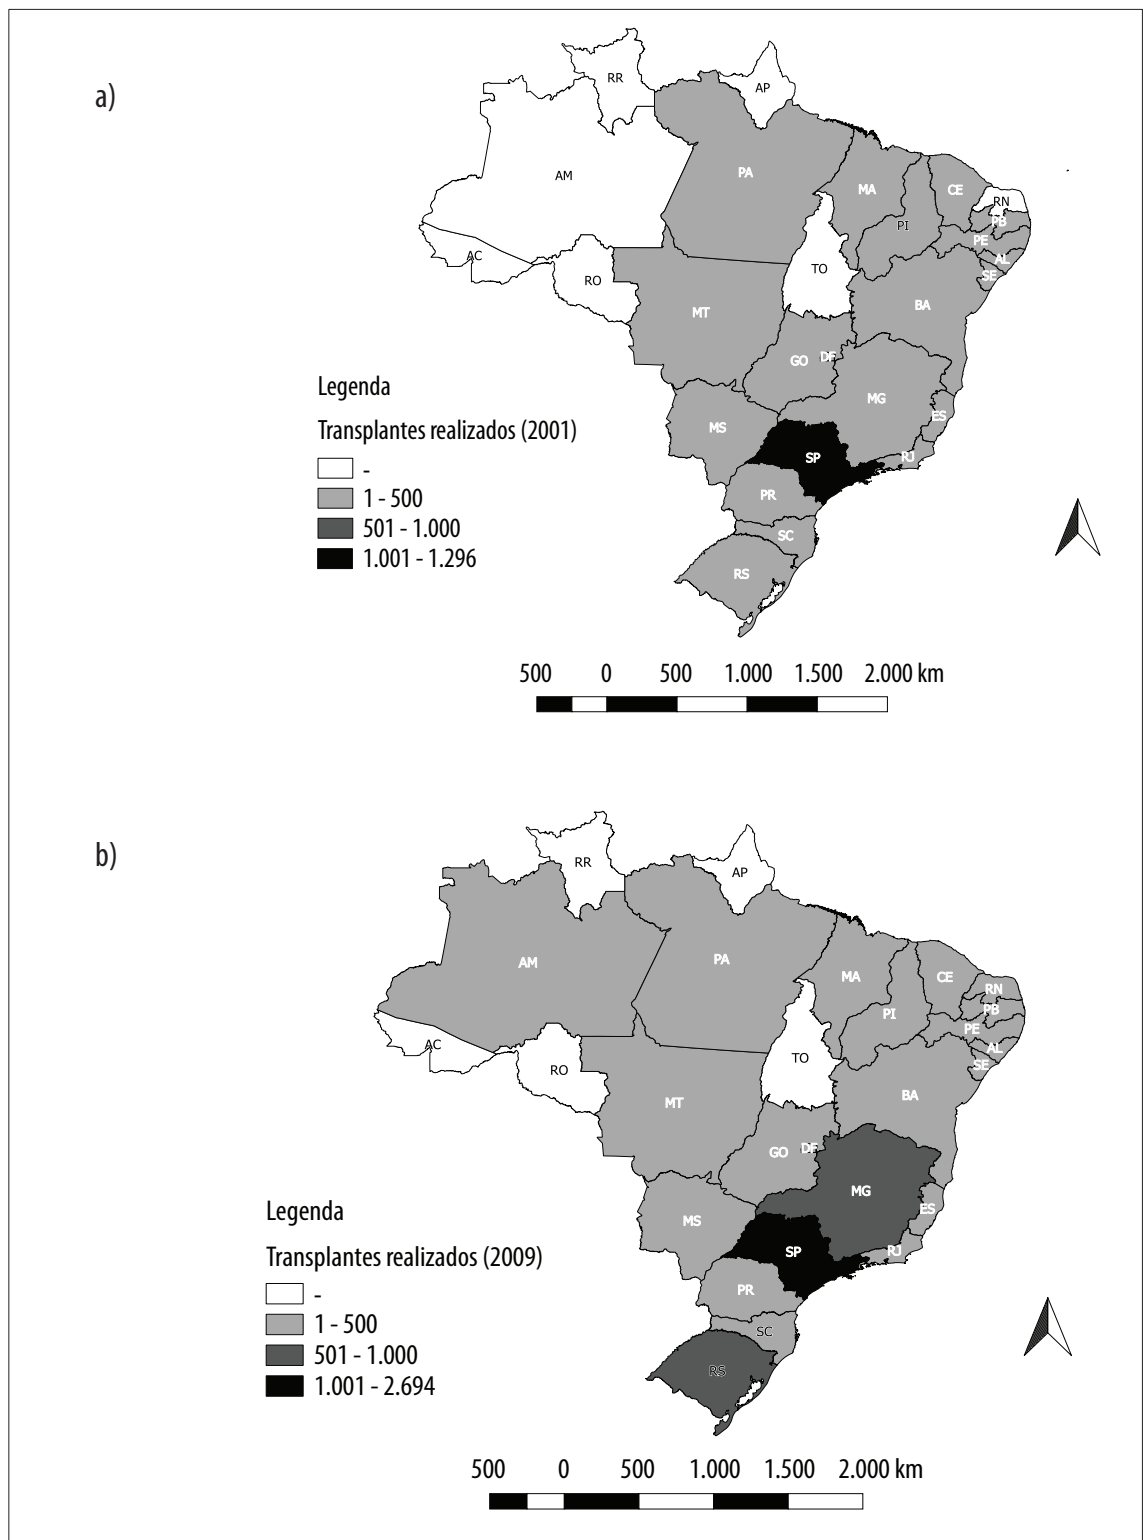 a)
RR
AP
AM
PA
MA
CE
RN
PI
PB
PE
AC
RO
TO
AL
SE
MT
BA
GO
DF
MG
MS
ES
SP
RJ
PR
SC
RS
Legenda
Transplantes realizados (2001)
-
1 - 500
501 - 1.000
1.001 - 1.296
500 0 500 1.000 1.500 2.000 km
b)
RR
AP
AM
PA
MA
CE
RN
PI
PB
PE
AC
RO
TO
AL
SE
MT
BA
GO
DF
MG
MS
ES
SP
RJ
PR
SC
RS
Legenda
Transplantes realizados (2009)
-
1 - 500
501 - 1.000
1.001 - 2.694
500 0 500 1.000 1.500 2.000 km